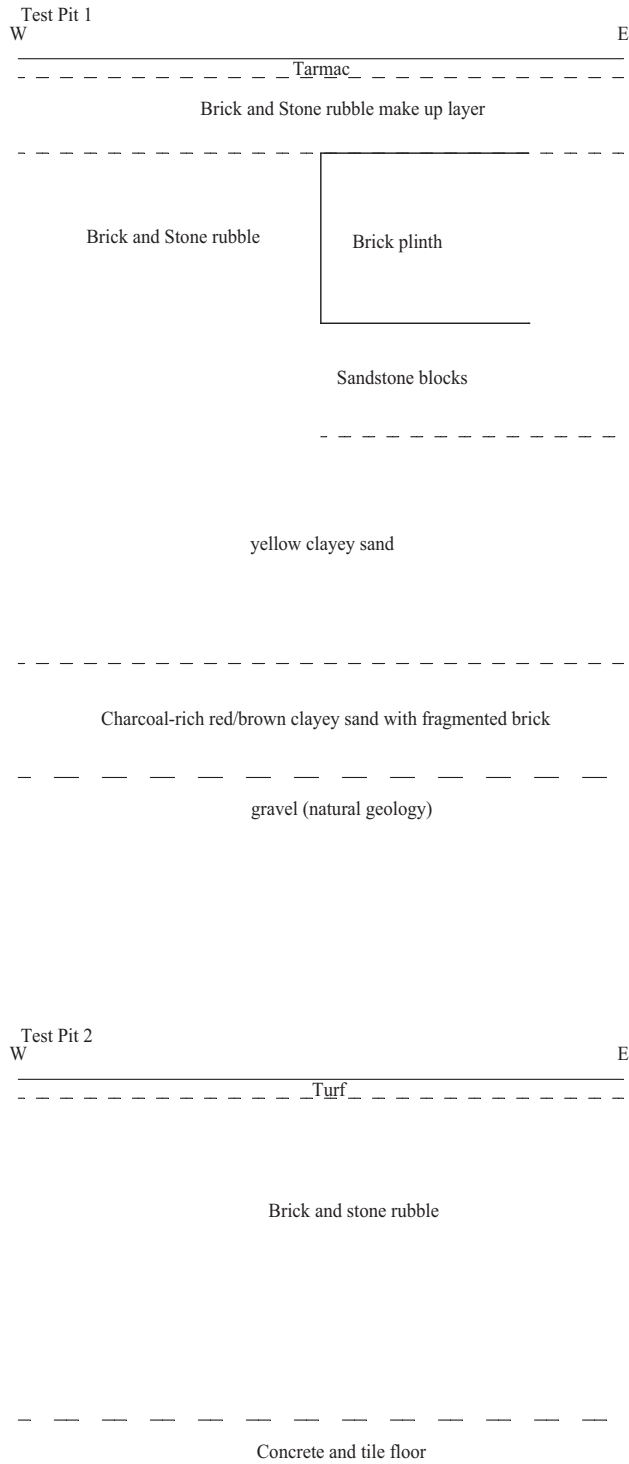 Test Pit 1
W E
Tarmac
Brick and Stone rubble make up layer
Brick and Stone rubble
Brick plinth
Sandstone blocks
yellow clayey sand
Charcoal-rich red/brown clayey sand with fragmented brick
gravel (natural geology)
Test Pit 2
W E
Turf
Brick and stone rubble
Concrete and tile floor